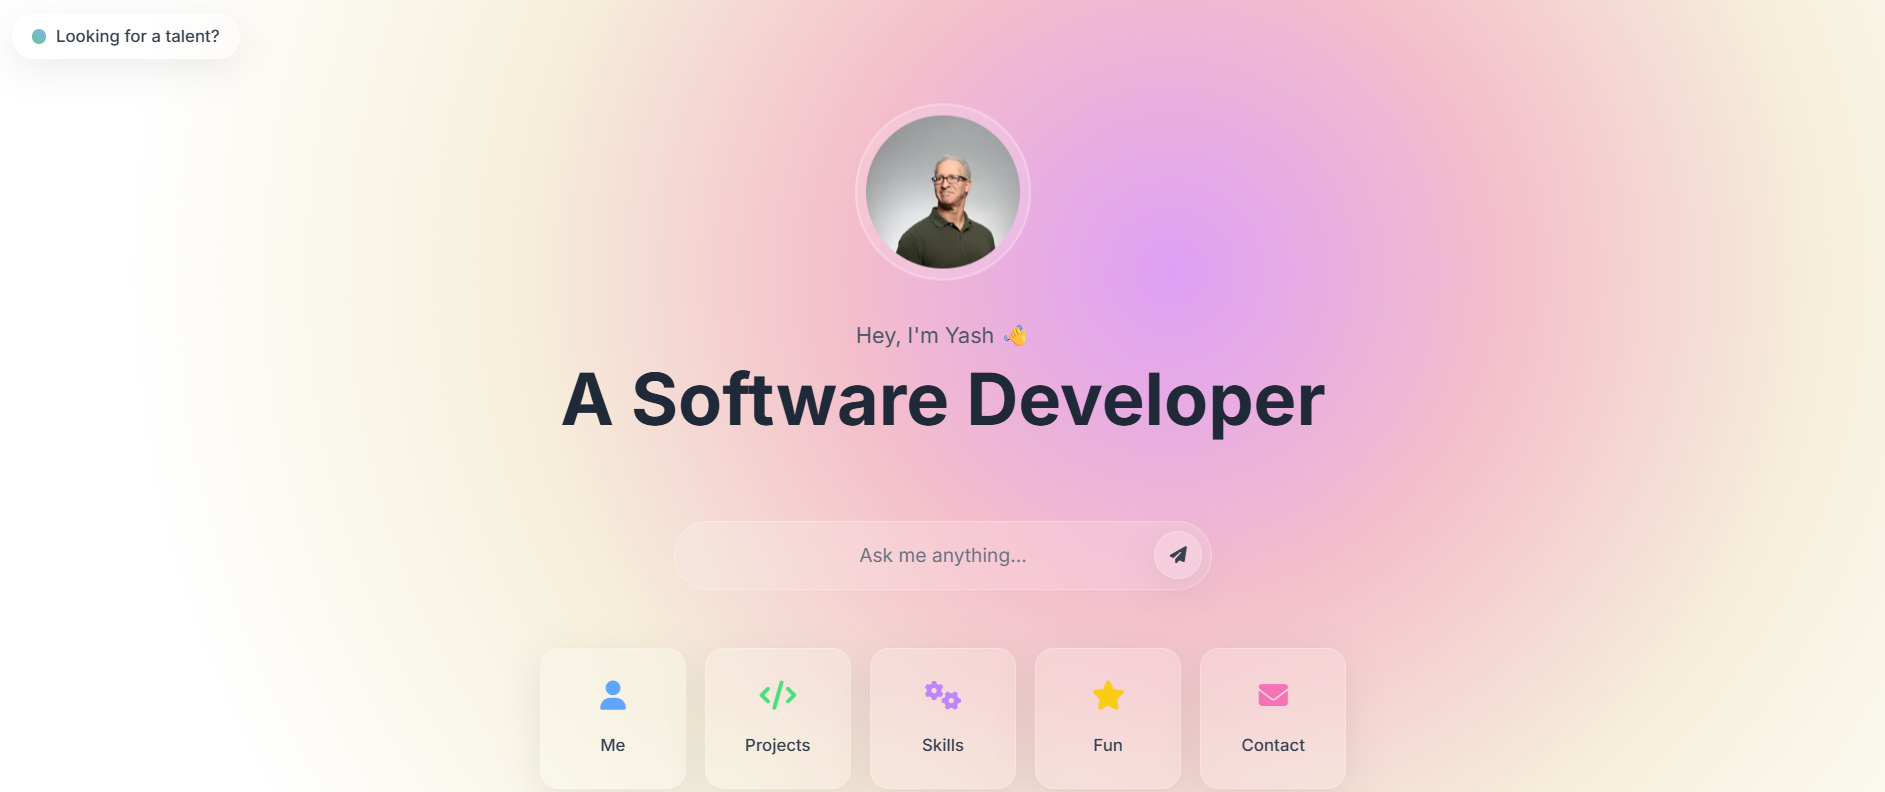 Looking for a talent?
Hey, I'm Yash 👋
A Software Developer
Ask me anything...
Me
Projects
Skills
Fun
Contact